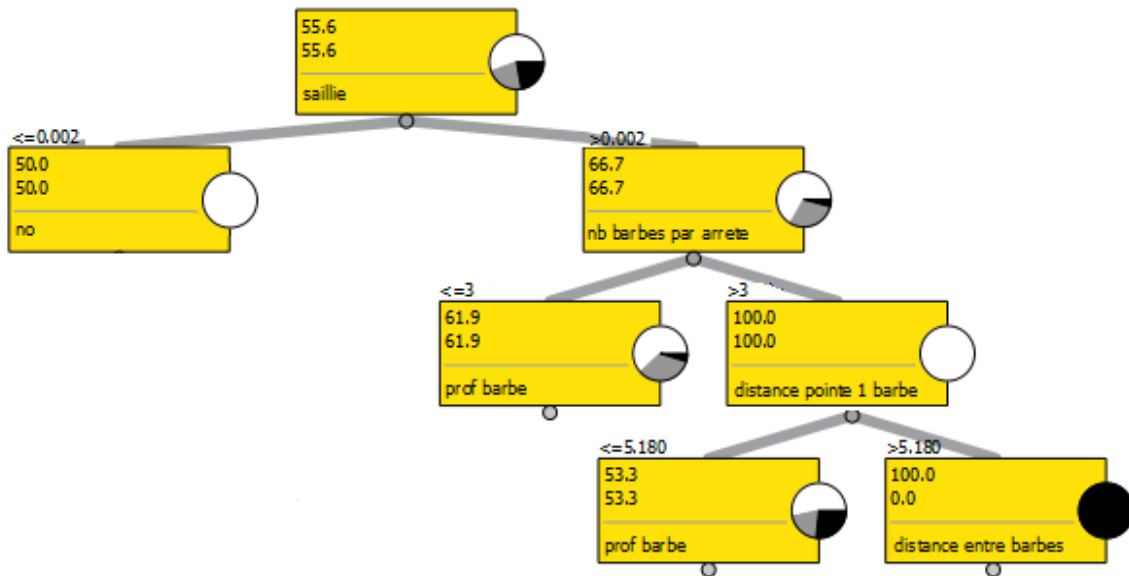 55.6
55.6
saillie
<=0.002
>0.002
50.0
50.0
no
66.7
66.7
nb barbes par arrete
<=3
>3
61.9
61.9
prof barbe
100.0
100.0
distance pointe 1 barbe
<=5.180
>5.180
53.3
53.3
prof barbe
100.0
0.0
distance entre barbes